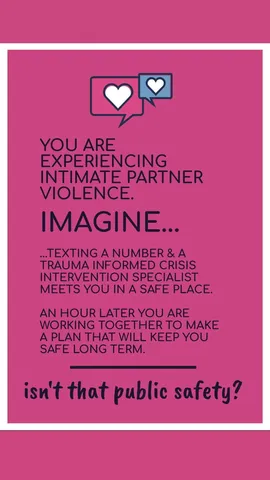 YOU ARE
EXPERIENCING
INTIMATE PARTNER
VIOLENCE.
IMAGINE...
...TEXTING A NUMBER & A
TRAUMA INFORMED CRISIS
INTERVENTION SPECIALIST
MEETS YOU IN A SAFE PLACE.
AN HOUR LATER YOU ARE
WORKING TOGETHER TO MAKE
A PLAN THAT WILL KEEP YOU
SAFE LONG TERM.
isn't that public safety?